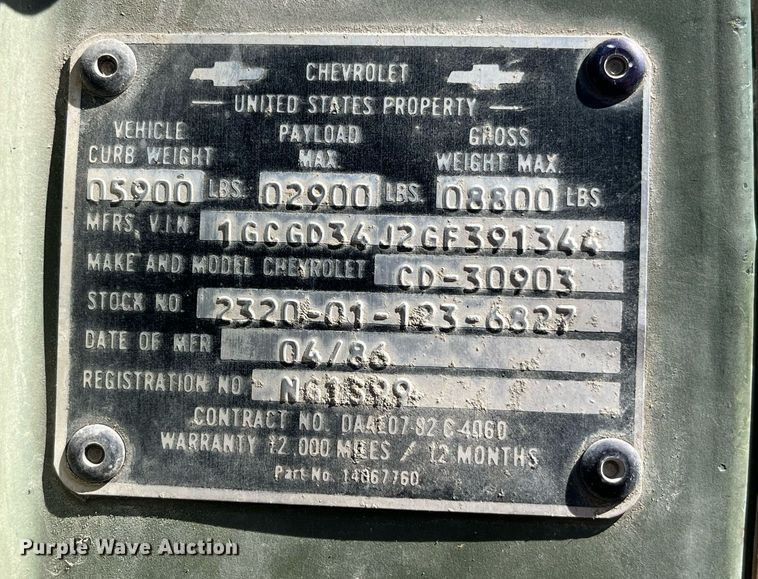 CHEVROLET
UNITED STATES PROPERTY
VEHICLE CURB WEIGHT PAYLOAD MAX. GROSS WEIGHT MAX.
05900 LBS. 02900 LBS. 08800 LBS.
MFRS. V.I.N. 1GCGD34J2GF391344
MAKE AND MODEL CHEVROLET CD-30903
STOCK NO. 2320-01-123-6827
DATE OF MFR 04/86
REGISTRATION NO
CONTRACT NO. DAAE07-82 C-4060
WARRANTY 12,000 MILES / 12 MONTHS
Part No. 14067760
Purple Wave Auction